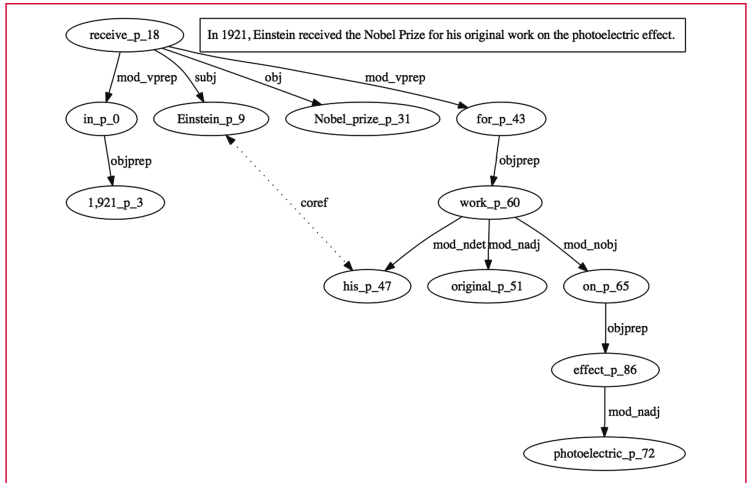 receive_p_18
In 1921, Einstein received the Nobel Prize for his original work on the photoelectric effect.
mod_vprep
subj
obj
mod_vprep
in_p_0
Einstein_p_9
Nobel_prize_p_31
for_p_43
objprep
objprep
1,921_p_3
coref
work_p_60
mod_ndet
mod_nadj
mod_nobj
his_p_47
original_p_51
on_p_65
objprep
effect_p_86
mod_nadj
photoelectric_p_72